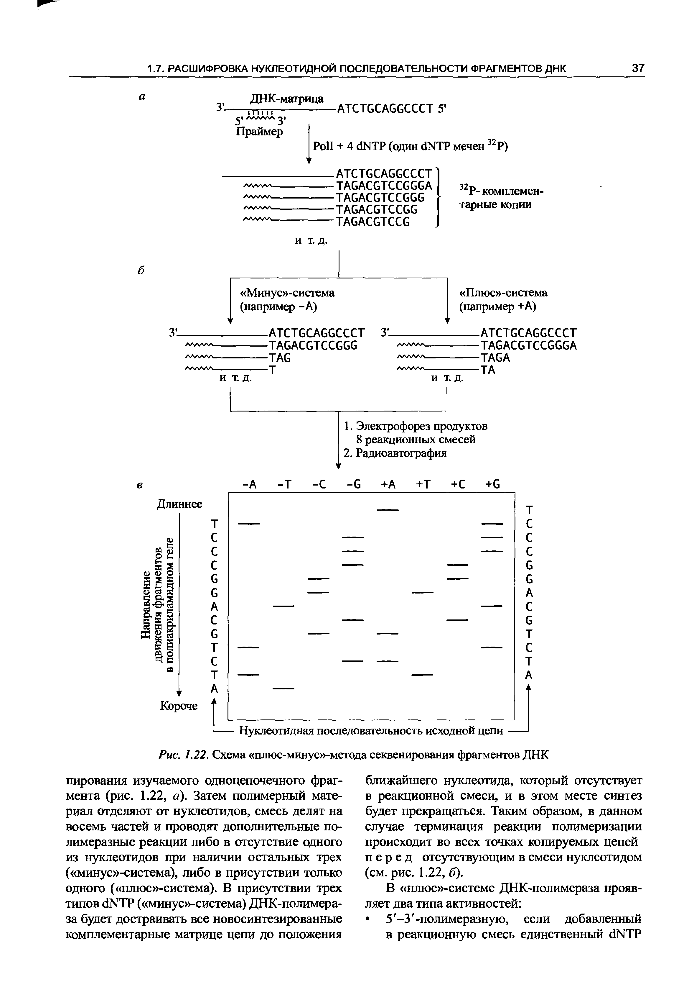 1.7. РАСШИФРОВКА НУКЛЕОТИДНОЙ ПОСЛЕДОВАТЕЛЬНОСТИ ФРАГМЕНТОВ ДНК 37
а
ДНК-матрица
3' ATCTGCAGGCCCT 5'
5' 3'
Праймер
PolI + 4 dNTP (один dNTP мечен ³²P)
ATCTGCAGGCCCT
TAGACGTCCGGGA
TAGACGTCCGGG
TAGACGTCCGG
TAGACGTCCG
³²P- комплемен-
тарные копии
и т. д.
б
«Минус»-система
(например -A)
«Плюс»-система
(например +A)
3' ATCTGCAGGCCCT
TAGACGTCCGGG
TAG
T
и т. д.
3' ATCTGCAGGCCCT
TAGACGTCCGGGA
TAGA
TA
и т. д.
1. Электрофорез продуктов
8 реакционных смесей
2. Радиоавтография
в
-A -T -C -G +A +T +C +G
Длиннее
Направление
движения фрагментов
в полиакриламидном геле
Короче
T
C
C
C
G
G
A
C
G
T
C
T
A
T
C
C
C
G
G
A
C
G
T
C
T
A
Нуклеотидная последовательность исходной цепи
Рис. 1.22. Схема «плюс-минус»-метода секвенирования фрагментов ДНК
пирования изучаемого одноцепочечного фраг-
мента (рис. 1.22, а). Затем полимерный мате-
риал отделяют от нуклеотидов, смесь делят на
восемь частей и проводят дополнительные по-
лимеразные реакции либо в отсутствие одного
из нуклеотидов при наличии остальных трех
(«минус»-система), либо в присутствии только
одного («плюс»-система). В присутствии трех
типов dNTP («минус»-система) ДНК-полимера-
за будет достраивать все новосинтезированные
комплементарные матрице цепи до положения
ближайшего нуклеотида, который отсутствует
в реакционной смеси, и в этом месте синтез
будет прекращаться. Таким образом, в данном
случае терминация реакции полимеризации
происходит во всех точках копируемых цепей
п е р е д отсутствующим в смеси нуклеотидом
(см. рис. 1.22, б).
В «плюс»-системе ДНК-полимераза прояв-
ляет два типа активностей:
• 5'–3'-полимеразную, если добавленный
в реакционную смесь единственный dNTP